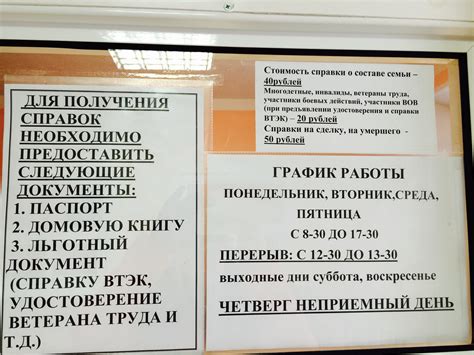 ДЛЯ ПОЛУЧЕНИЯ
СПРАВОК
НЕОБХОДИМО
ПРЕДОСТАВИТЬ
СЛЕДУЮЩИЕ
ДОКУМЕНТЫ:
1. ПАСПОРТ
2. ДОМОВУЮ КНИГУ
3. ЛЬГОТНЫЙ
ДОКУМЕНТ
(СПРАВКУ ВТЭК,
УДОСТОВЕРЕНИЕ
ВЕТЕРАНА ТРУДА И
Т.Д.)
Стоимость справки о составе семьи –
40рублей
Многодетные, инвалиды, ветераны труда,
участники боевых действий, участники ВОВ
(при предъявлении удостоверения и справки
ВТЭК) – 20 рублей
Справки на сделку, на умершего -
50 рублей
ГРАФИК РАБОТЫ
ПОНЕДЕЛЬНИК, ВТОРНИК,СРЕДА,
ПЯТНИЦА
С 8-30 ДО 17-30
ПЕРЕРЫВ: С 12-30 ДО 13-30
выходные дни суббота, воскресенье
ЧЕТВЕРГ НЕПРИЕМНЫЙ ДЕНЬ